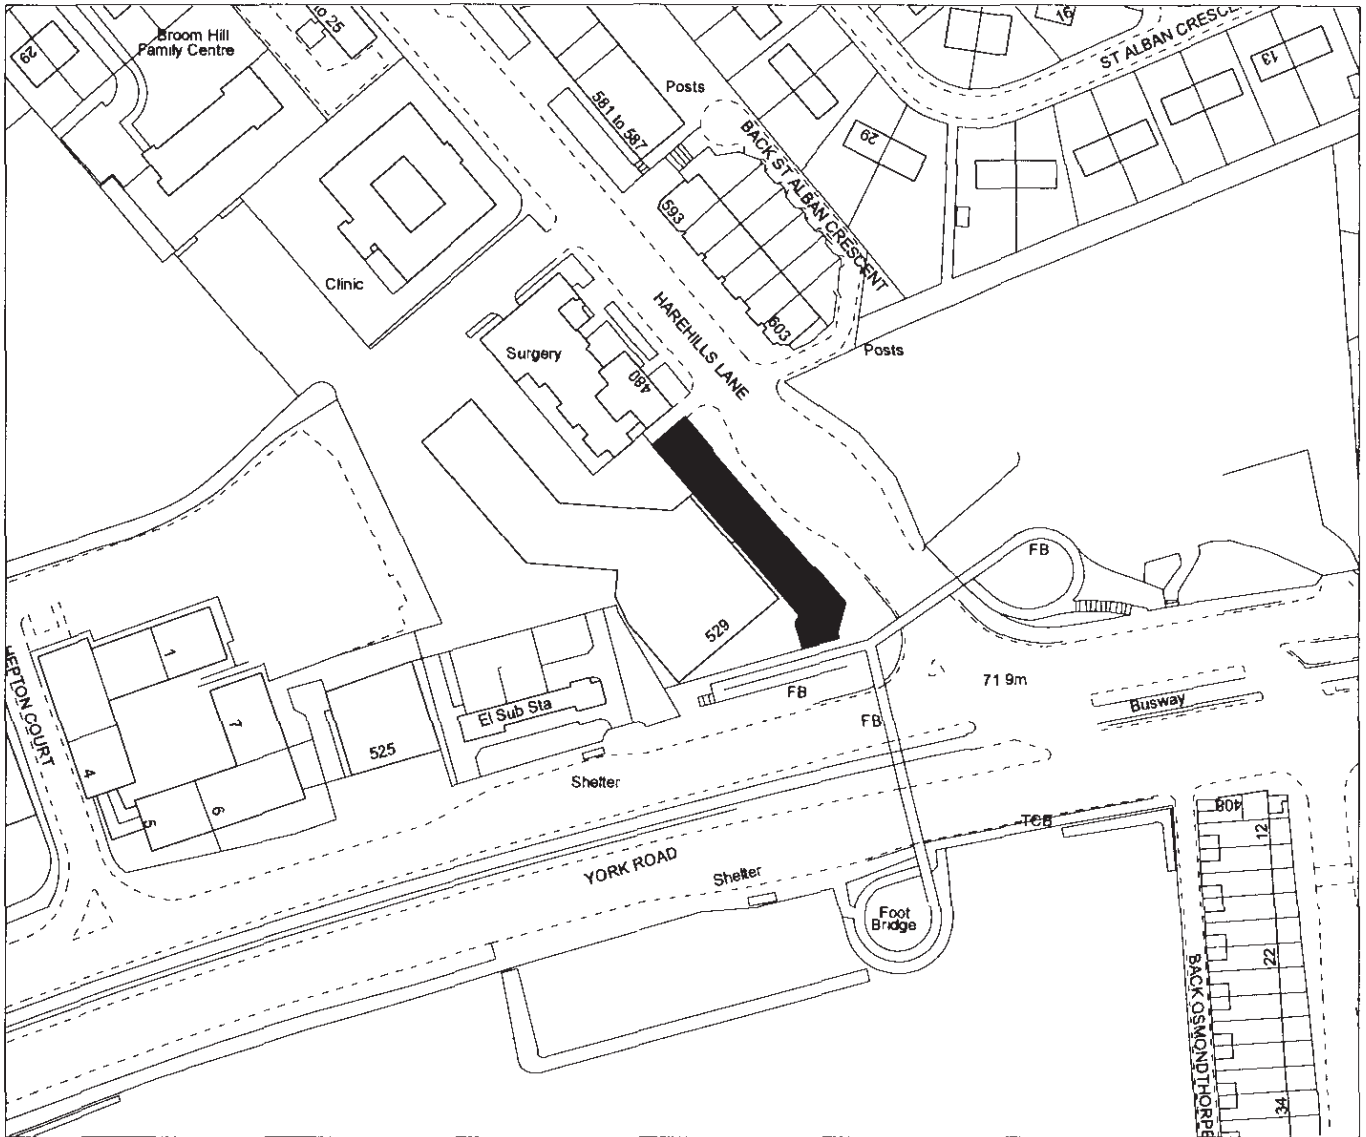 29
Broom Hill
Family Centre
to 25
16
ST ALBAN CRESCE
13
Posts
581 to 587
BACK ST ALBAN CRESCENT
29
593
Clinic
HAREHILLS LANE
603
Surgery
480
Posts
FB
529
71 9m
FB
FB
Busway
1
7
4
5
6
HEPTON COURT
El Sub Sta
525
Shelter
408
12
TCB
YORK ROAD
Shelter
Foot
Bridge
22
BACK OSMONDTHORPE
34